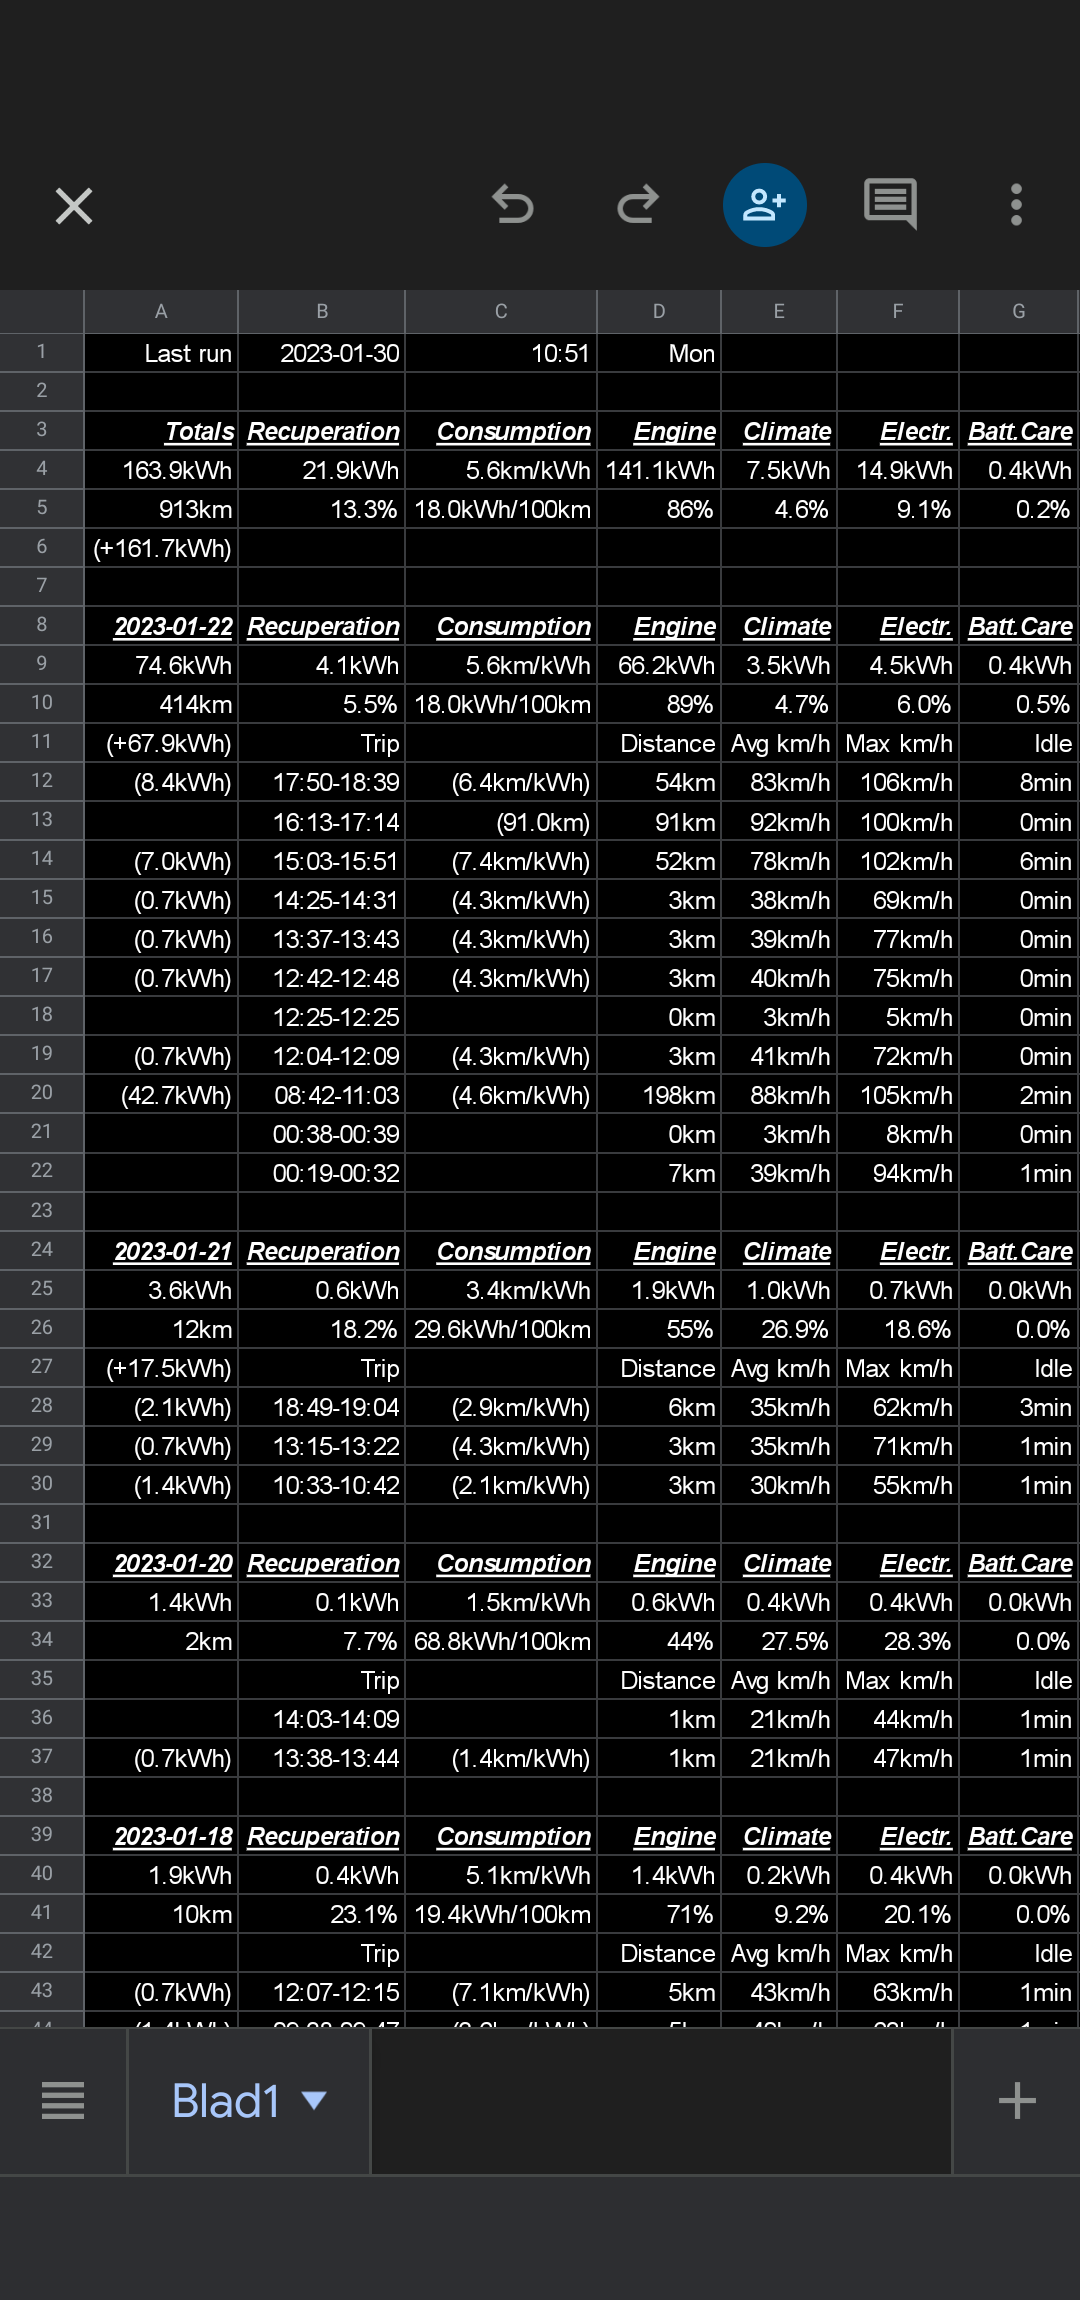 A B C D E F G
1 Last run 2023-01-30 10:51 Mon
2
3 Totals Recuperation Consumption Engine Climate Electr. Batt.Care
4 163.9kWh 21.9kWh 5.6km/kWh 141.1kWh 7.5kWh 14.9kWh 0.4kWh
5 913km 13.3% 18.0kWh/100km 86% 4.6% 9.1% 0.2%
6 (+161.7kWh)
7
8 2023-01-22 Recuperation Consumption Engine Climate Electr. Batt.Care
9 74.6kWh 4.1kWh 5.6km/kWh 66.2kWh 3.5kWh 4.5kWh 0.4kWh
10 414km 5.5% 18.0kWh/100km 89% 4.7% 6.0% 0.5%
11 (+67.9kWh) Trip Distance Avg km/h Max km/h Idle
12 (8.4kWh) 17:50-18:39 (6.4km/kWh) 54km 83km/h 106km/h 8min
13 16:13-17:14 (91.0km) 91km 92km/h 100km/h 0min
14 (7.0kWh) 15:03-15:51 (7.4km/kWh) 52km 78km/h 102km/h 6min
15 (0.7kWh) 14:25-14:31 (4.3km/kWh) 3km 38km/h 69km/h 0min
16 (0.7kWh) 13:37-13:43 (4.3km/kWh) 3km 39km/h 77km/h 0min
17 (0.7kWh) 12:42-12:48 (4.3km/kWh) 3km 40km/h 75km/h 0min
18 12:25-12:25 0km 3km/h 5km/h 0min
19 (0.7kWh) 12:04-12:09 (4.3km/kWh) 3km 41km/h 72km/h 0min
20 (42.7kWh) 08:42-11:03 (4.6km/kWh) 198km 88km/h 105km/h 2min
21 00:38-00:39 0km 3km/h 8km/h 0min
22 00:19-00:32 7km 39km/h 94km/h 1min
23
24 2023-01-21 Recuperation Consumption Engine Climate Electr. Batt.Care
25 3.6kWh 0.6kWh 3.4km/kWh 1.9kWh 1.0kWh 0.7kWh 0.0kWh
26 12km 18.2% 29.6kWh/100km 55% 26.9% 18.6% 0.0%
27 (+17.5kWh) Trip Distance Avg km/h Max km/h Idle
28 (2.1kWh) 18:49-19:04 (2.9km/kWh) 6km 35km/h 62km/h 3min
29 (0.7kWh) 13:15-13:22 (4.3km/kWh) 3km 35km/h 71km/h 1min
30 (1.4kWh) 10:33-10:42 (2.1km/kWh) 3km 30km/h 55km/h 1min
31
32 2023-01-20 Recuperation Consumption Engine Climate Electr. Batt.Care
33 1.4kWh 0.1kWh 1.5km/kWh 0.6kWh 0.4kWh 0.4kWh 0.0kWh
34 2km 7.7% 68.8kWh/100km 44% 27.5% 28.3% 0.0%
35 Trip Distance Avg km/h Max km/h Idle
36 14:03-14:09 1km 21km/h 44km/h 1min
37 (0.7kWh) 13:38-13:44 (1.4km/kWh) 1km 21km/h 47km/h 1min
38
39 2023-01-18 Recuperation Consumption Engine Climate Electr. Batt.Care
40 1.9kWh 0.4kWh 5.1km/kWh 1.4kWh 0.2kWh 0.4kWh 0.0kWh
41 10km 23.1% 19.4kWh/100km 71% 9.2% 20.1% 0.0%
42 Trip Distance Avg km/h Max km/h Idle
43 (0.7kWh) 12:07-12:15 (7.1km/kWh) 5km 43km/h 63km/h 1min
Blad1